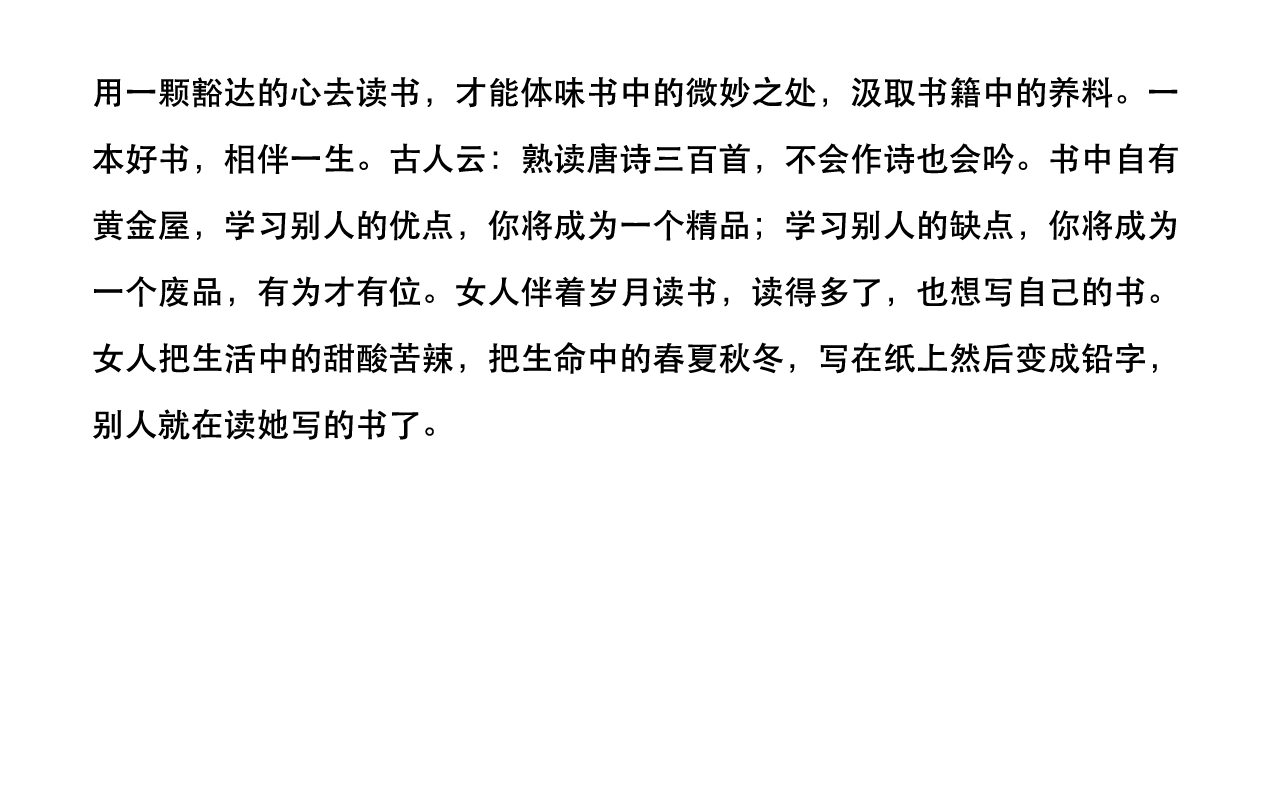 用一颗豁达的心去读书，才能体味书中的微妙之处，汲取书籍中的养料。一
本好书，相伴一生。古人云：熟读唐诗三百首，不会作诗也会吟。书中自有
黄金屋，学习别人的优点，你将成为一个精品；学习别人的缺点，你将成为
一个废品，有为才有位。女人伴着岁月读书，读得多了，也想写自己的书。
女人把生活中的甜酸苦辣，把生命中的春夏秋冬，写在纸上然后变成铅字，
别人就在读她写的书了。